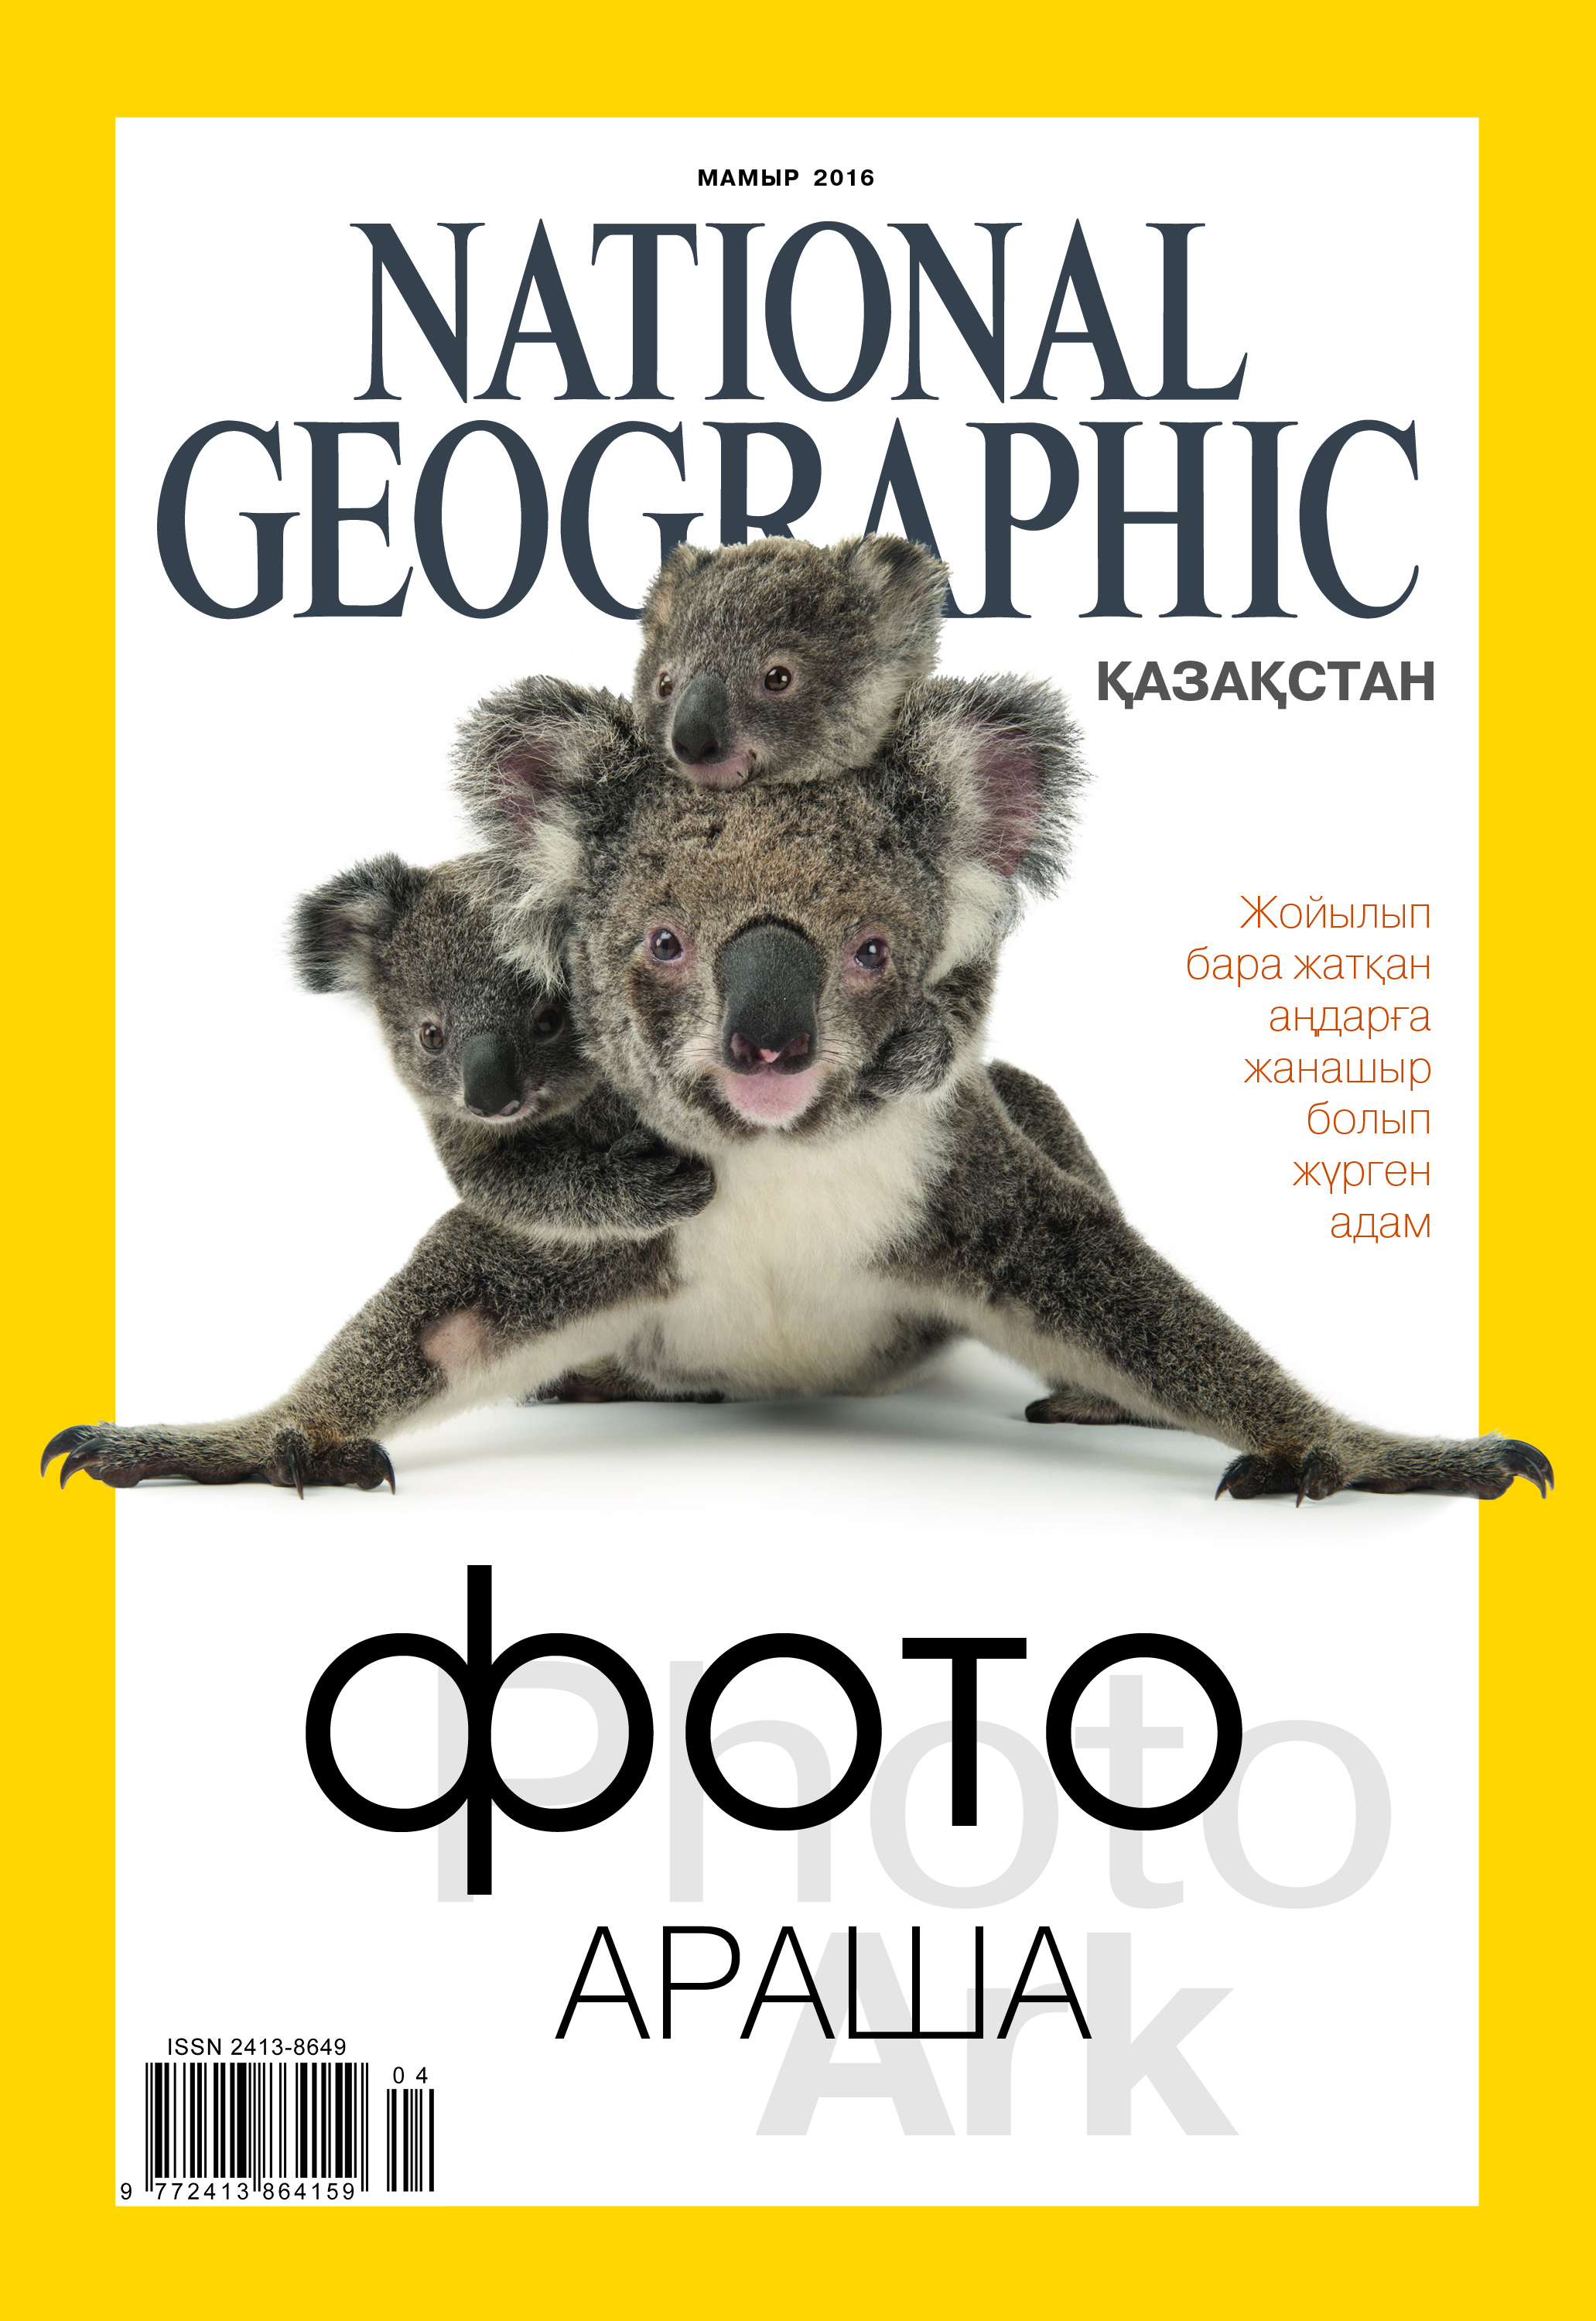 МАМЫР 2016
NATIONAL
GEOGRAPHIC
ҚАЗАҚСТАН
Жойылып
бара жатқан
аңдарға
жанашыр
болып
жүрген
адам
фото
Photo
АРАША
Ark
ISSN 2413-8649
04
9 772413 864159